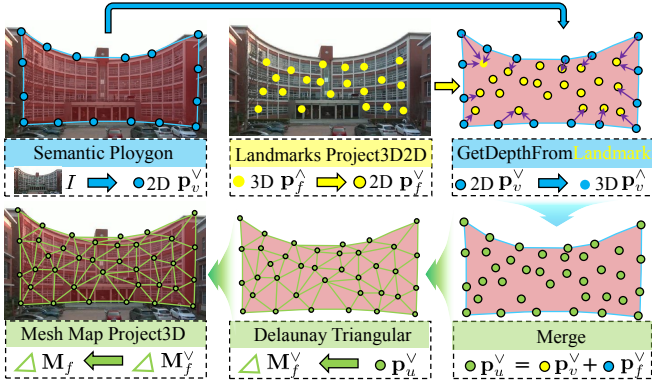 Semantic Ploygon
I 2D p_v^∨
Landmarks Project3D2D
3D p_f^∧ 2D p_f^∨
GetDepthFromLandmark
2D p_v^∨ 3D p_v^∧
Mesh Map Project3D
M_f M_f^∨
Delaunay Triangular
M_f^∨ p_u^∨
Merge
p_u^∨ = p_v^∨ + p_f^∨